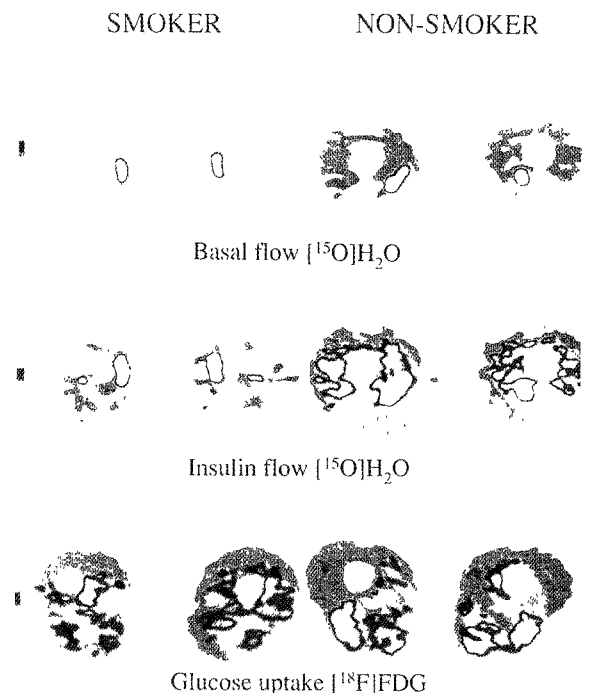 SMOKER NON-SMOKER
Basal flow [¹⁵O]H₂O
Insulin flow [¹⁵O]H₂O
Glucose uptake [¹⁸F]FDG